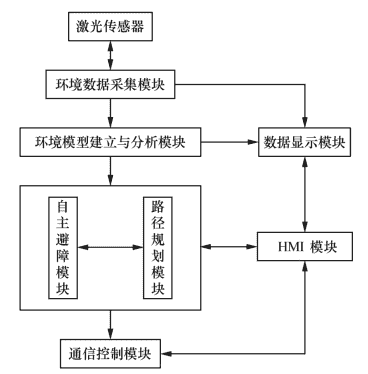 激光传感器
环境数据采集模块
环境模型建立与分析模块
数据显示模块
自主避障模块
路径规划模块
HMI 模块
通信控制模块